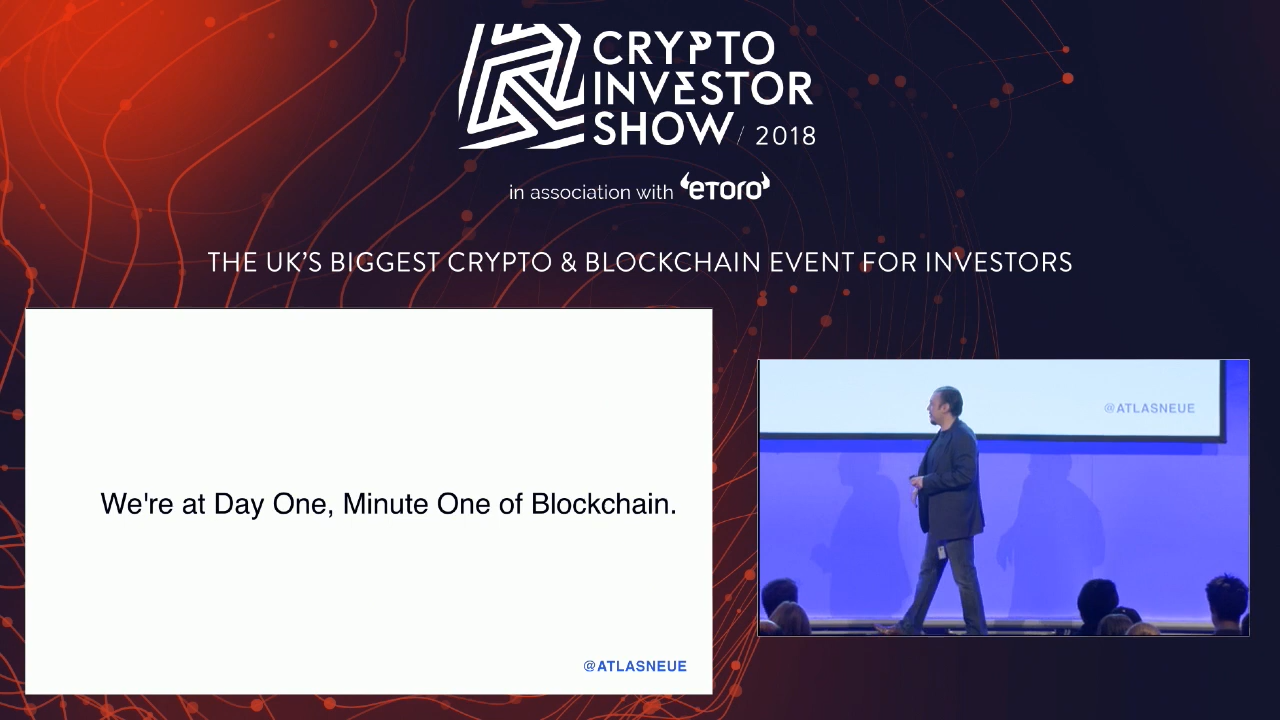 CRYPTO
INVESTOR
SHOW / 2018
in association with eToro
THE UK'S BIGGEST CRYPTO & BLOCKCHAIN EVENT FOR INVESTORS
We're at Day One, Minute One of Blockchain.
@ATLASNEUE
@ATLASNEUE